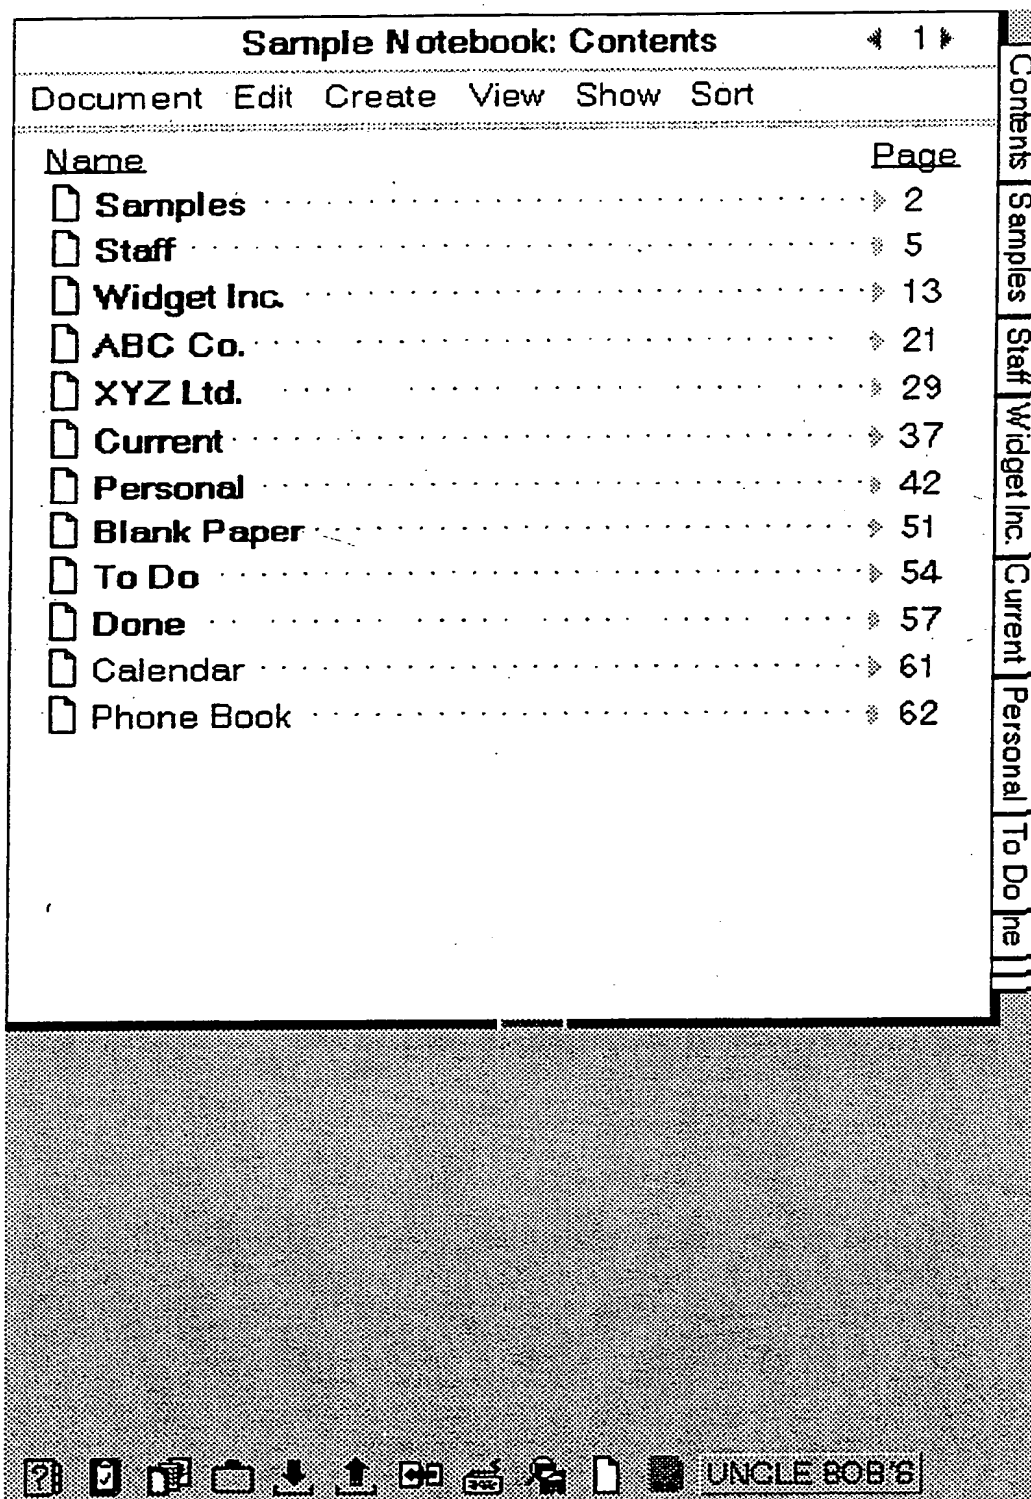 Sample Notebook: Contents 1
Document Edit Create View Show Sort
Name Page
Samples 2
Staff 5
Widget Inc. 13
ABC Co. 21
XYZ Ltd. 29
Current 37
Personal 42
Blank Paper 51
To Do 54
Done 57
Calendar 61
Phone Book 62
Contents
Samples
Staff
Widget Inc.
Current
Personal
To Do
ne
?
UNCLE BOB'S